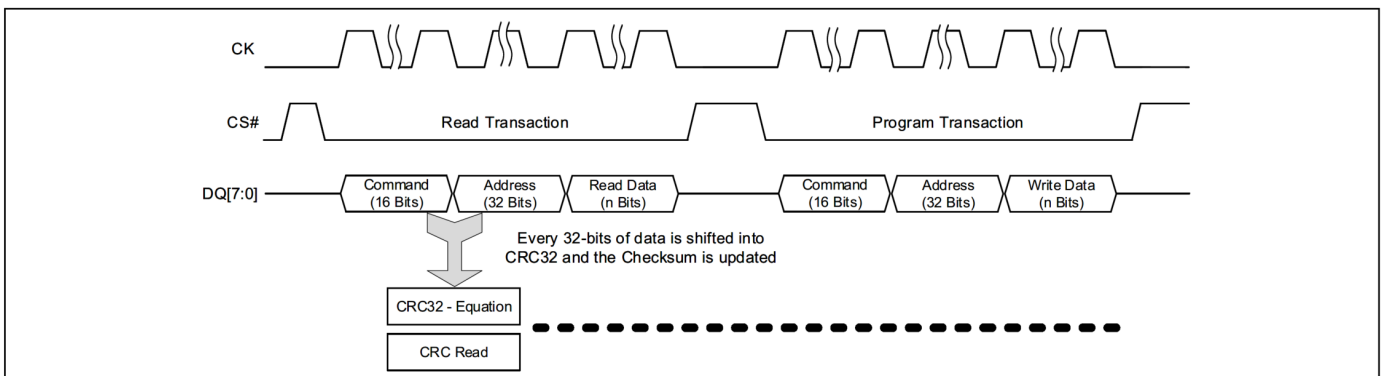 CK
CS#
Read Transaction
Program Transaction
DQ[7:0]
Command
(16 Bits)
Address
(32 Bits)
Read Data
(n Bits)
Command
(16 Bits)
Address
(32 Bits)
Write Data
(n Bits)
Every 32-bits of data is shifted into
CRC32 and the Checksum is updated
CRC32 - Equation
CRC Read